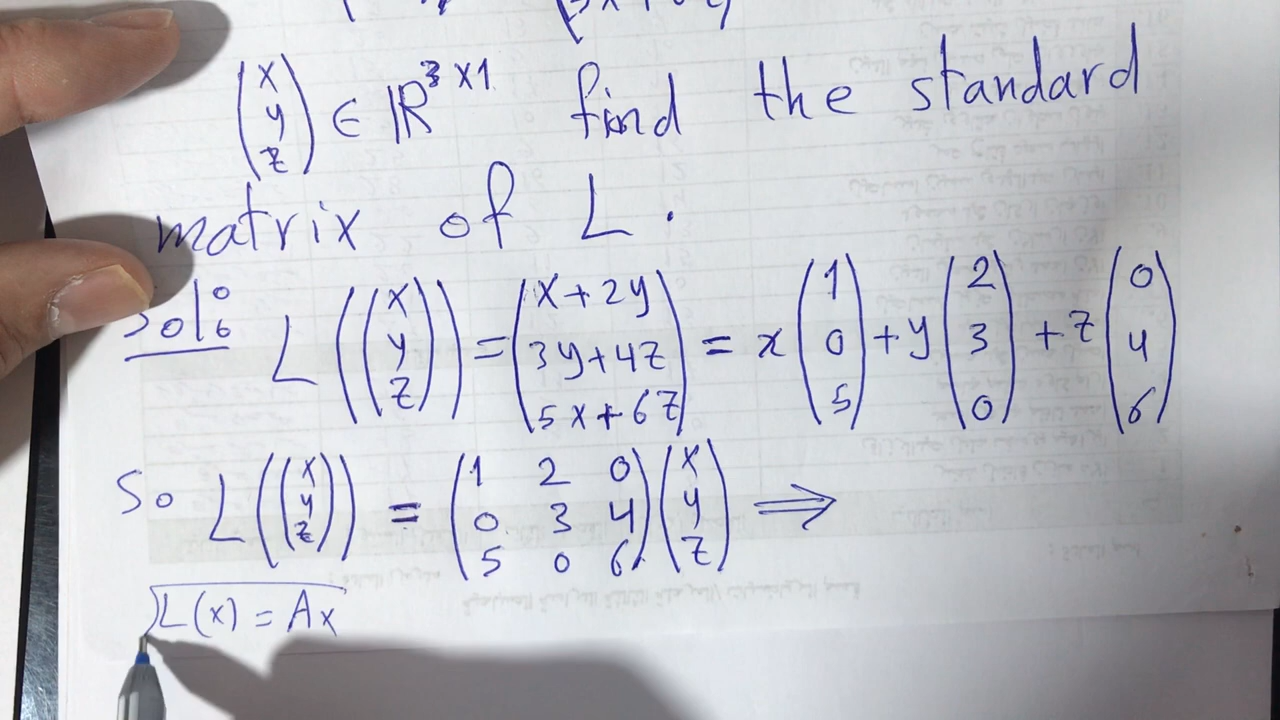 (x y z) ∈ ℝ^3×1 find the standard
matrix of L.
Sol: L((x y z)) = (x+2y 3y+4z 5x+6z) = x(1 0 5) + y(2 3 0) + z(0 4 6)
So L((x y z)) = (1 2 0 0 3 4 5 0 6)(x y z) ⟹
L(x) = Ax